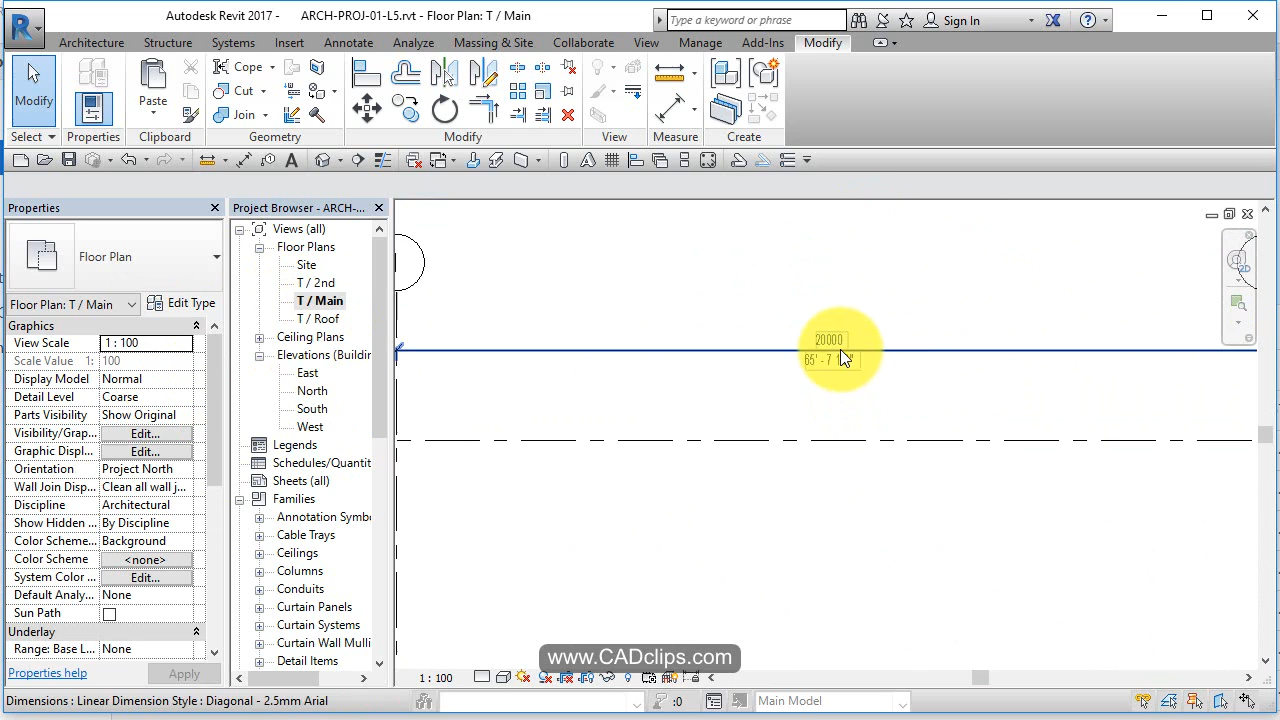 Autodesk Revit 2017 -
ARCH-PROJ-01-L5.rvt - Floor Plan: T / Main
Type a keyword or phrase
Sign In
Architecture
Structure
Systems
Insert
Annotate
Analyze
Massing & Site
Collaborate
View
Manage
Add-Ins
Modify
Modify
Paste
Cope
Cut
Join
Select
Properties
Clipboard
Geometry
Modify
View
Measure
Create
Properties
Floor Plan
Floor Plan: T / Main
Edit Type
Graphics
View Scale 1 : 100
Scale Value 1: 100
Display Model Normal
Detail Level Coarse
Parts Visibility Show Original
Visibility/Grap... Edit...
Graphic Displ... Edit...
Orientation Project North
Wall Join Disp... Clean all wall j...
Discipline Architectural
Show Hidden ... By Discipline
Color Scheme... Background
Color Scheme <none>
System Color ... Edit...
Default Analy... None
Sun Path
Underlay
Range: Base L... None
Properties help
Apply
Project Browser - ARCH-...
Views (all)
Floor Plans
Site
T / 2nd
T / Main
T / Roof
Ceiling Plans
Elevations (Buildin
East
North
South
West
Legends
Schedules/Quantit
Sheets (all)
Families
Annotation Symb
Cable Trays
Ceilings
Columns
Conduits
Curtain Panels
Curtain Systems
Curtain Wall Mulli
Detail Items
20000
65' - 7
2D
www.CADclips.com
1 : 100
Dimensions : Linear Dimension Style : Diagonal - 2.5mm Arial
:0
Main Model